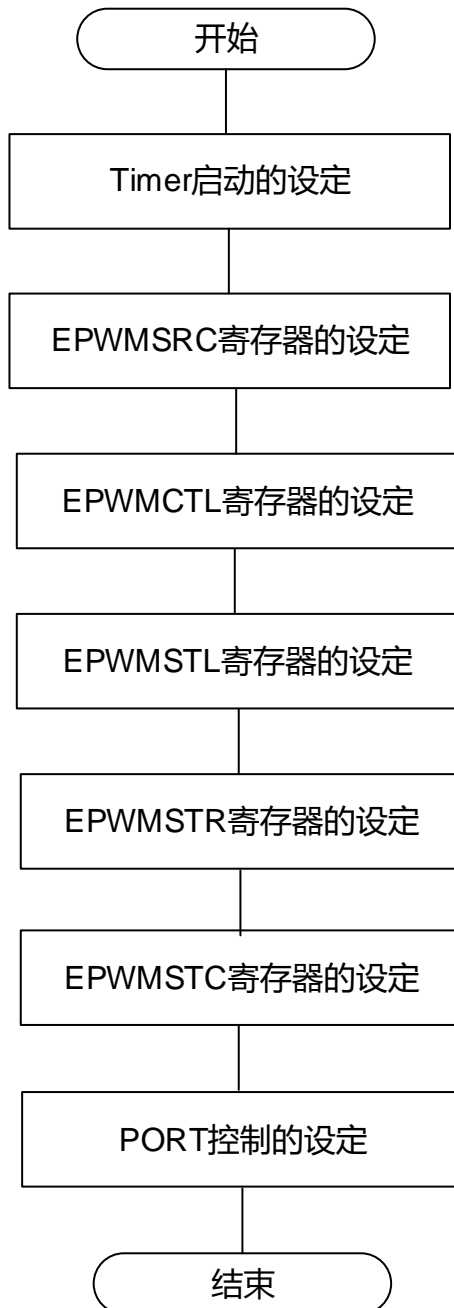 开始
Timer启动的设定
EPWMSRC寄存器的设定
EPWMCTL寄存器的设定
EPWMSTL寄存器的设定
EPWMSTR寄存器的设定
EPWMSTC寄存器的设定
PORT控制的设定
结束